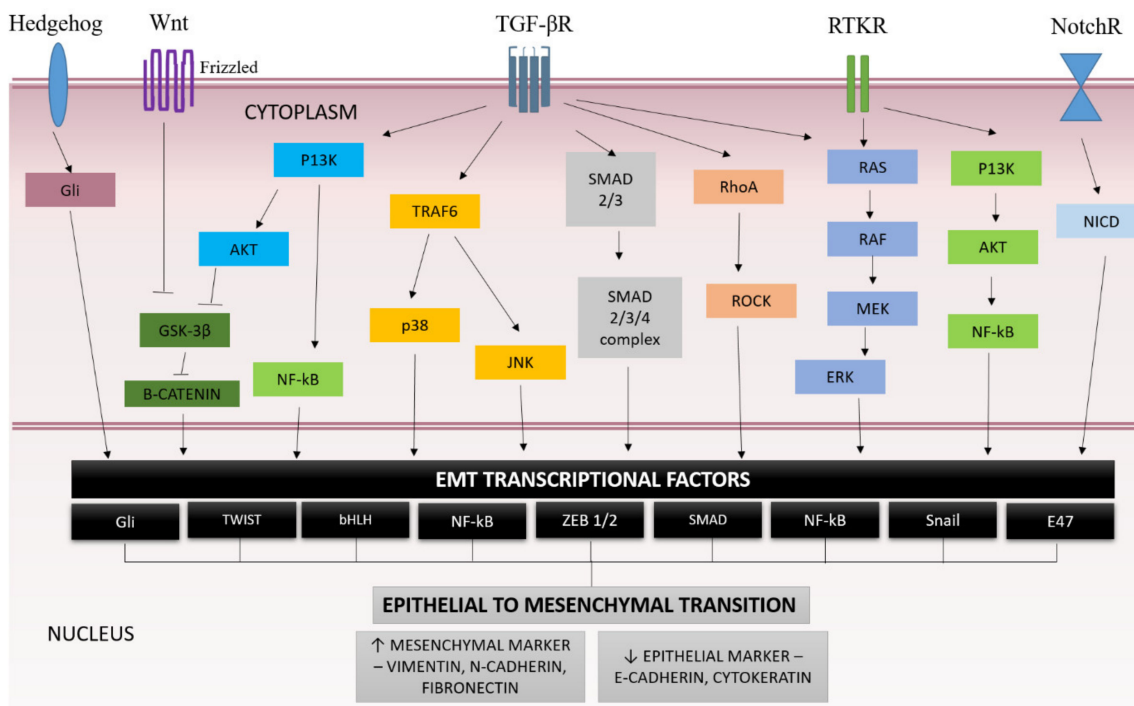 Hedgehog
Wnt
TGF-βR
RTKR
NotchR
Frizzled
CYTOPLASM
P13K
RAS
P13K
Gli
SMAD
2/3
RhoA
TRAF6
NICD
AKT
RAF
AKT
SMAD
2/3/4
complex
ROCK
MEK
GSK-3β
p38
NF-kB
JNK
NF-kB
ERK
B-CATENIN
EMT TRANSCRIPTIONAL FACTORS
Gli
TWIST
bHLH
NF-kB
ZEB 1/2
SMAD
NF-kB
Snail
E47
EPITHELIAL TO MESENCHYMAL TRANSITION
NUCLEUS
↑ MESENCHYMAL MARKER
– VIMENTIN, N-CADHERIN,
FIBRONECTIN
↓ EPITHELIAL MARKER –
E-CADHERIN, CYTOKERATIN